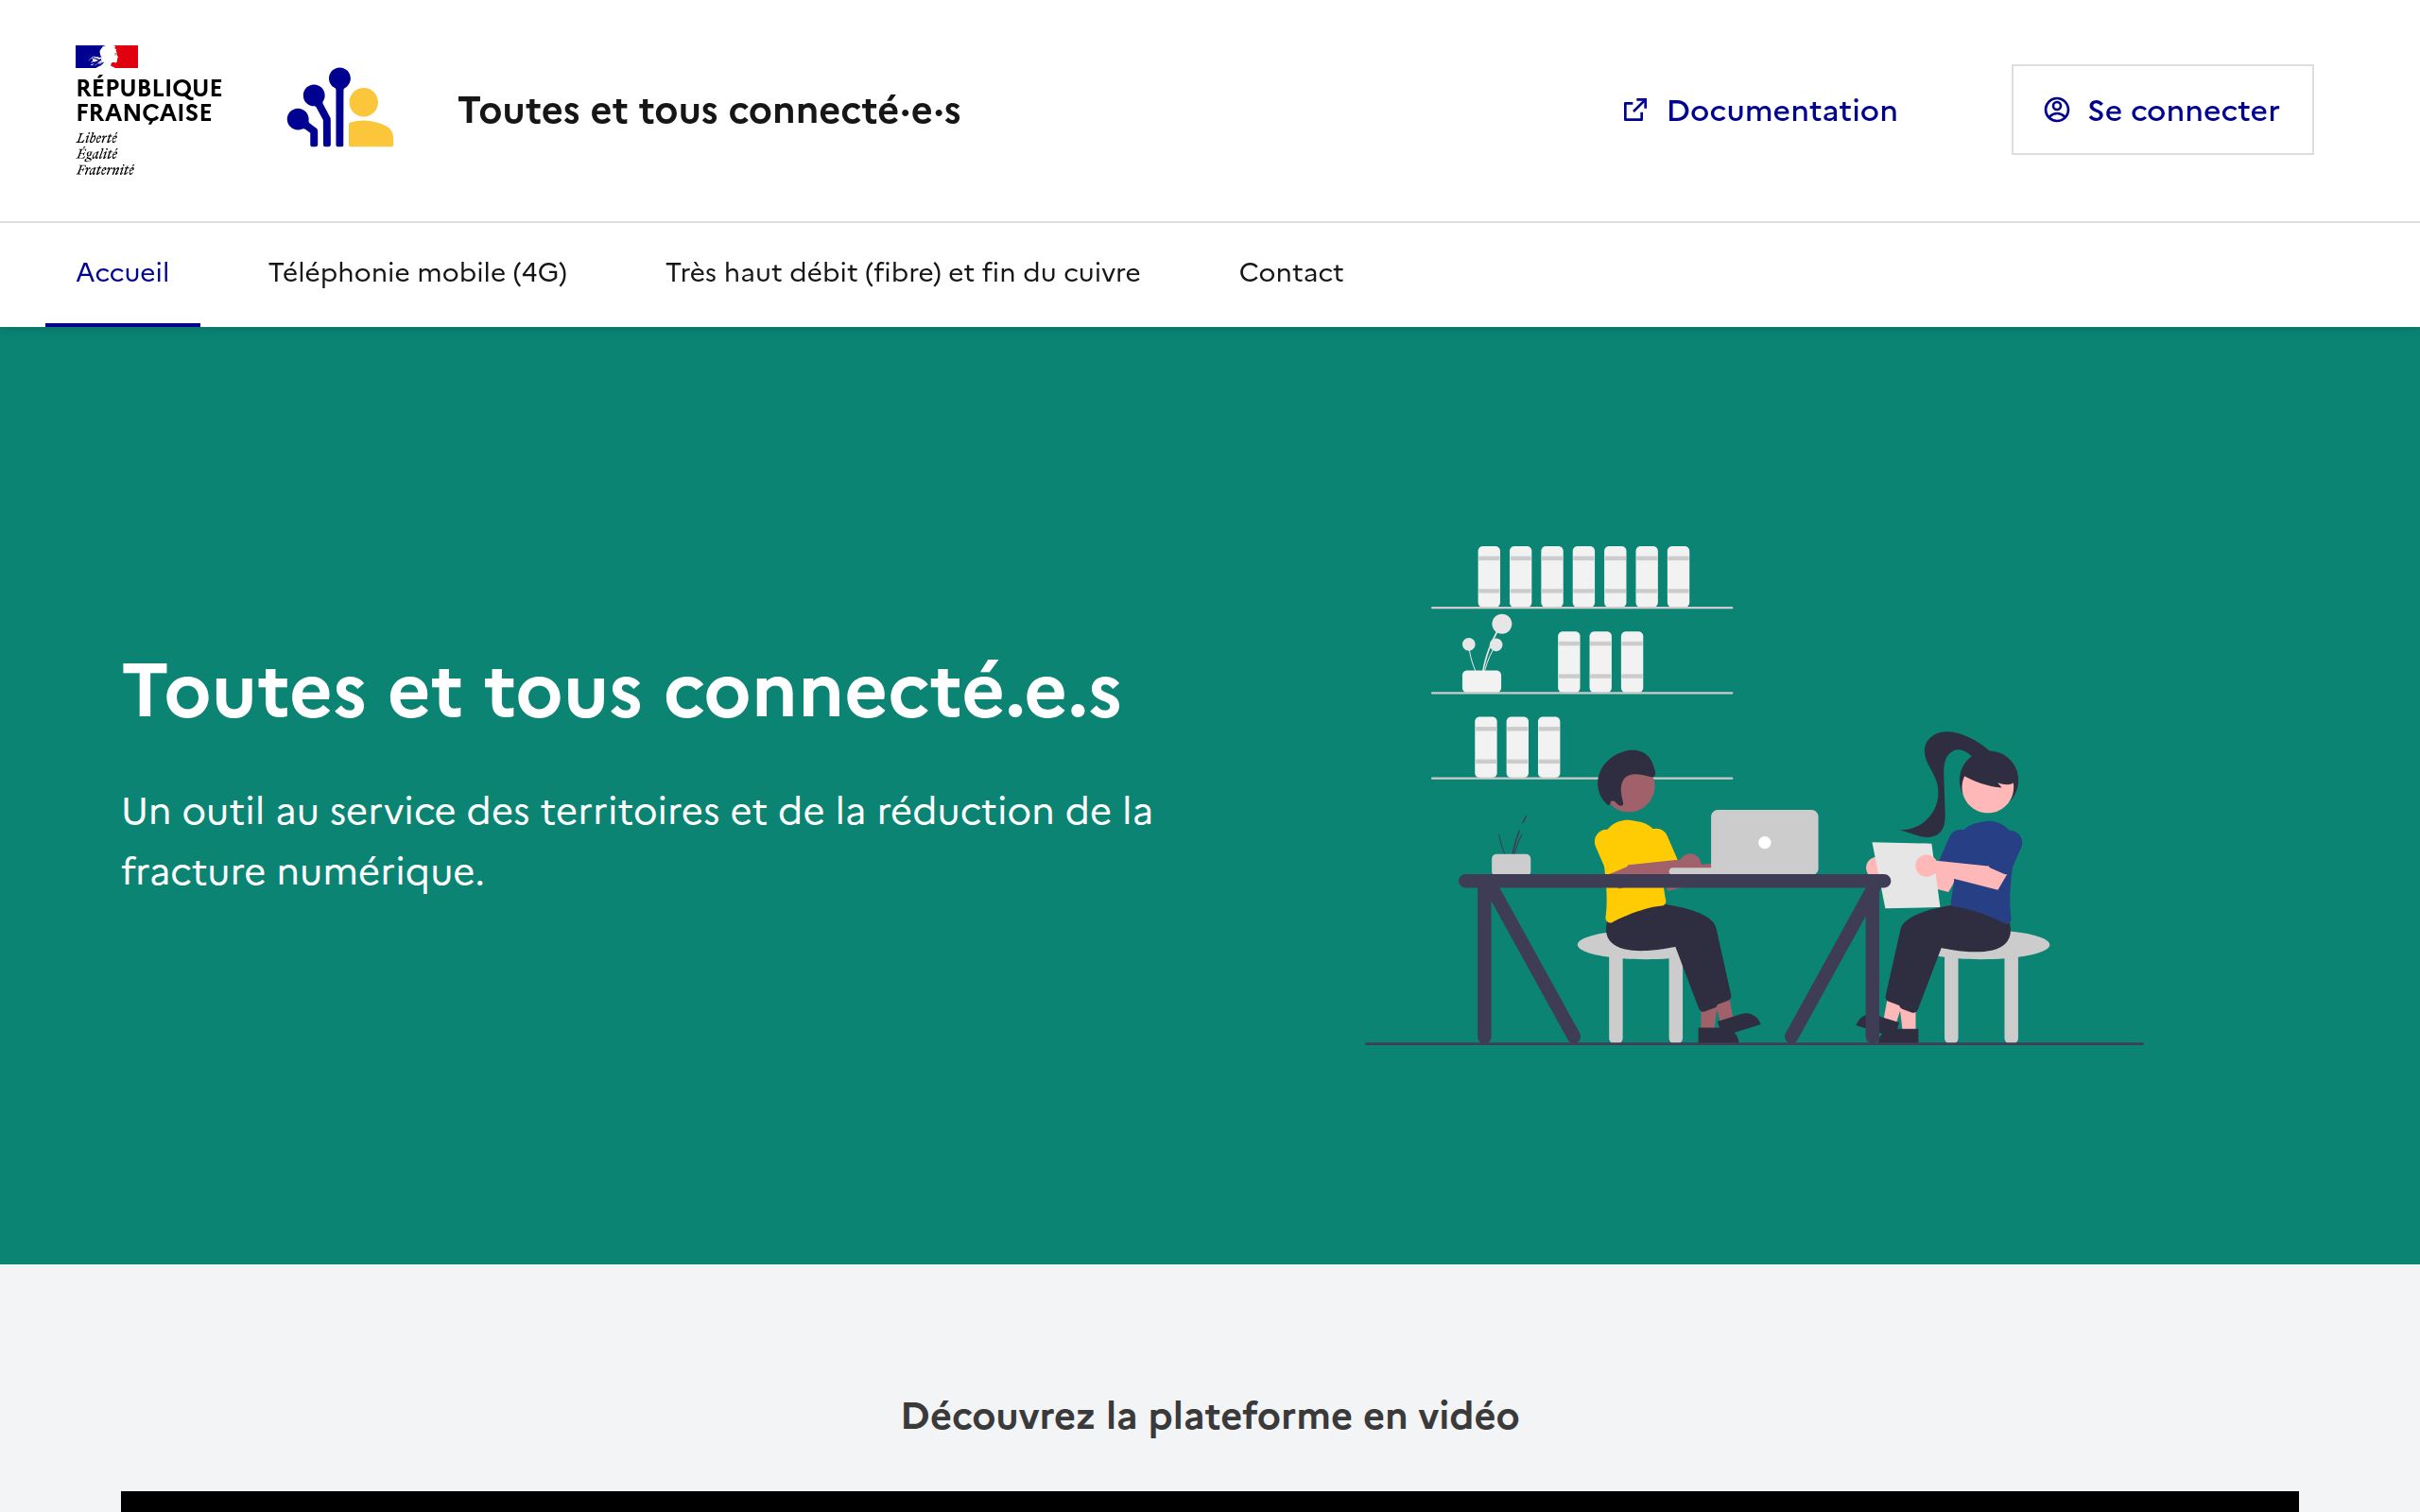 RÉPUBLIQUE
FRANÇAISE
Liberté
Égalité
Fraternité
Toutes et tous connecté·e·s
Documentation
Se connecter
Accueil
Téléphonie mobile (4G)
Très haut débit (fibre) et fin du cuivre
Contact
Toutes et tous connecté.e.s
Un outil au service des territoires et de la réduction de la
fracture numérique.
Découvrez la plateforme en vidéo